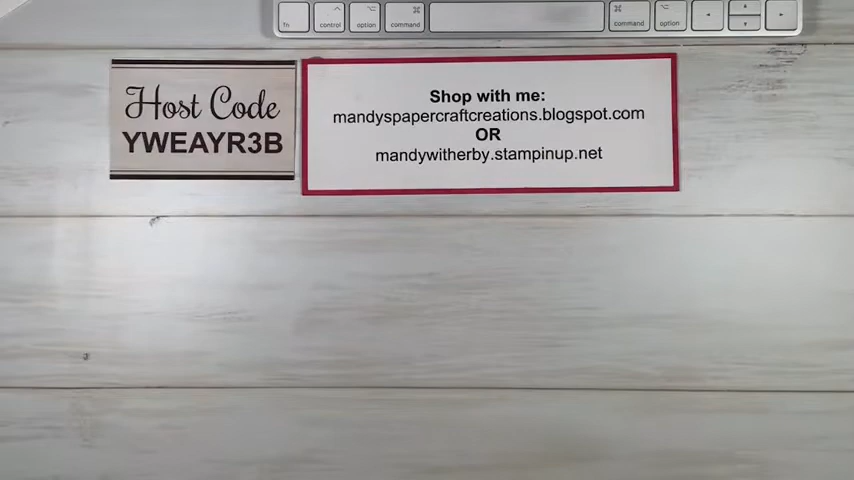 fn control option command command option
⌃ ⌥ ⌘ ⌘ ⌥
Host Code
YWEAYR3B
Shop with me:
mandyspapercraftcreations.blogspot.com
OR
mandywitherby.stampinup.net